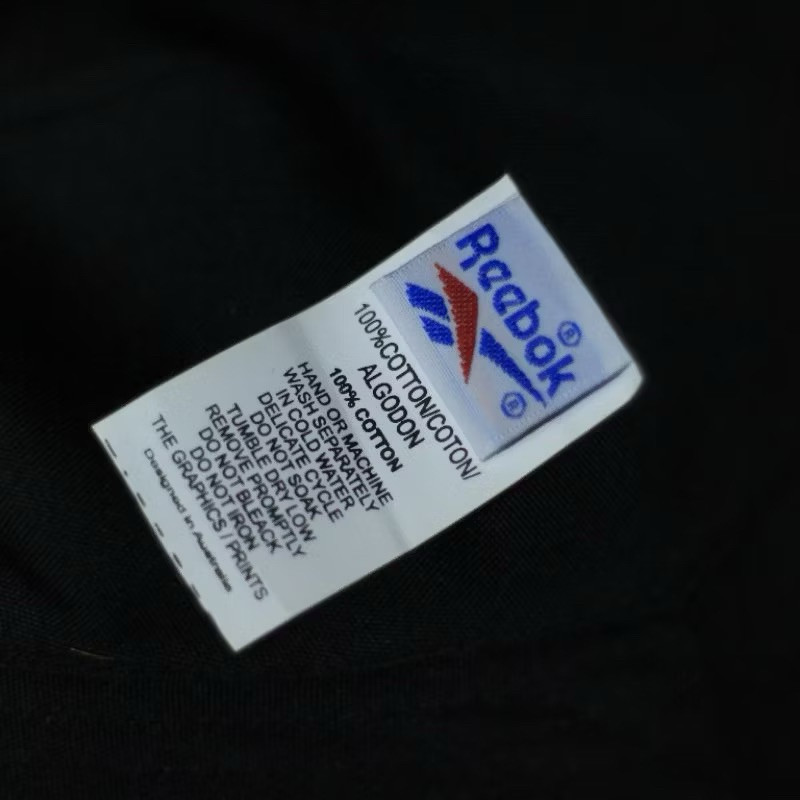 Reebok®
®
100%COTTON/COTON/
ALGODON
100% COTTON
HAND OR MACHINE
WASH SEPARATELY
IN COLD WATER
DELICATE CYCLE
DO NOT SOAK
TUMBLE DRY LOW
REMOVE PROMPTLY
DO NOT BLEACH
DO NOT IRON
THE GRAPHICS / PRINTS
Designed in Australia